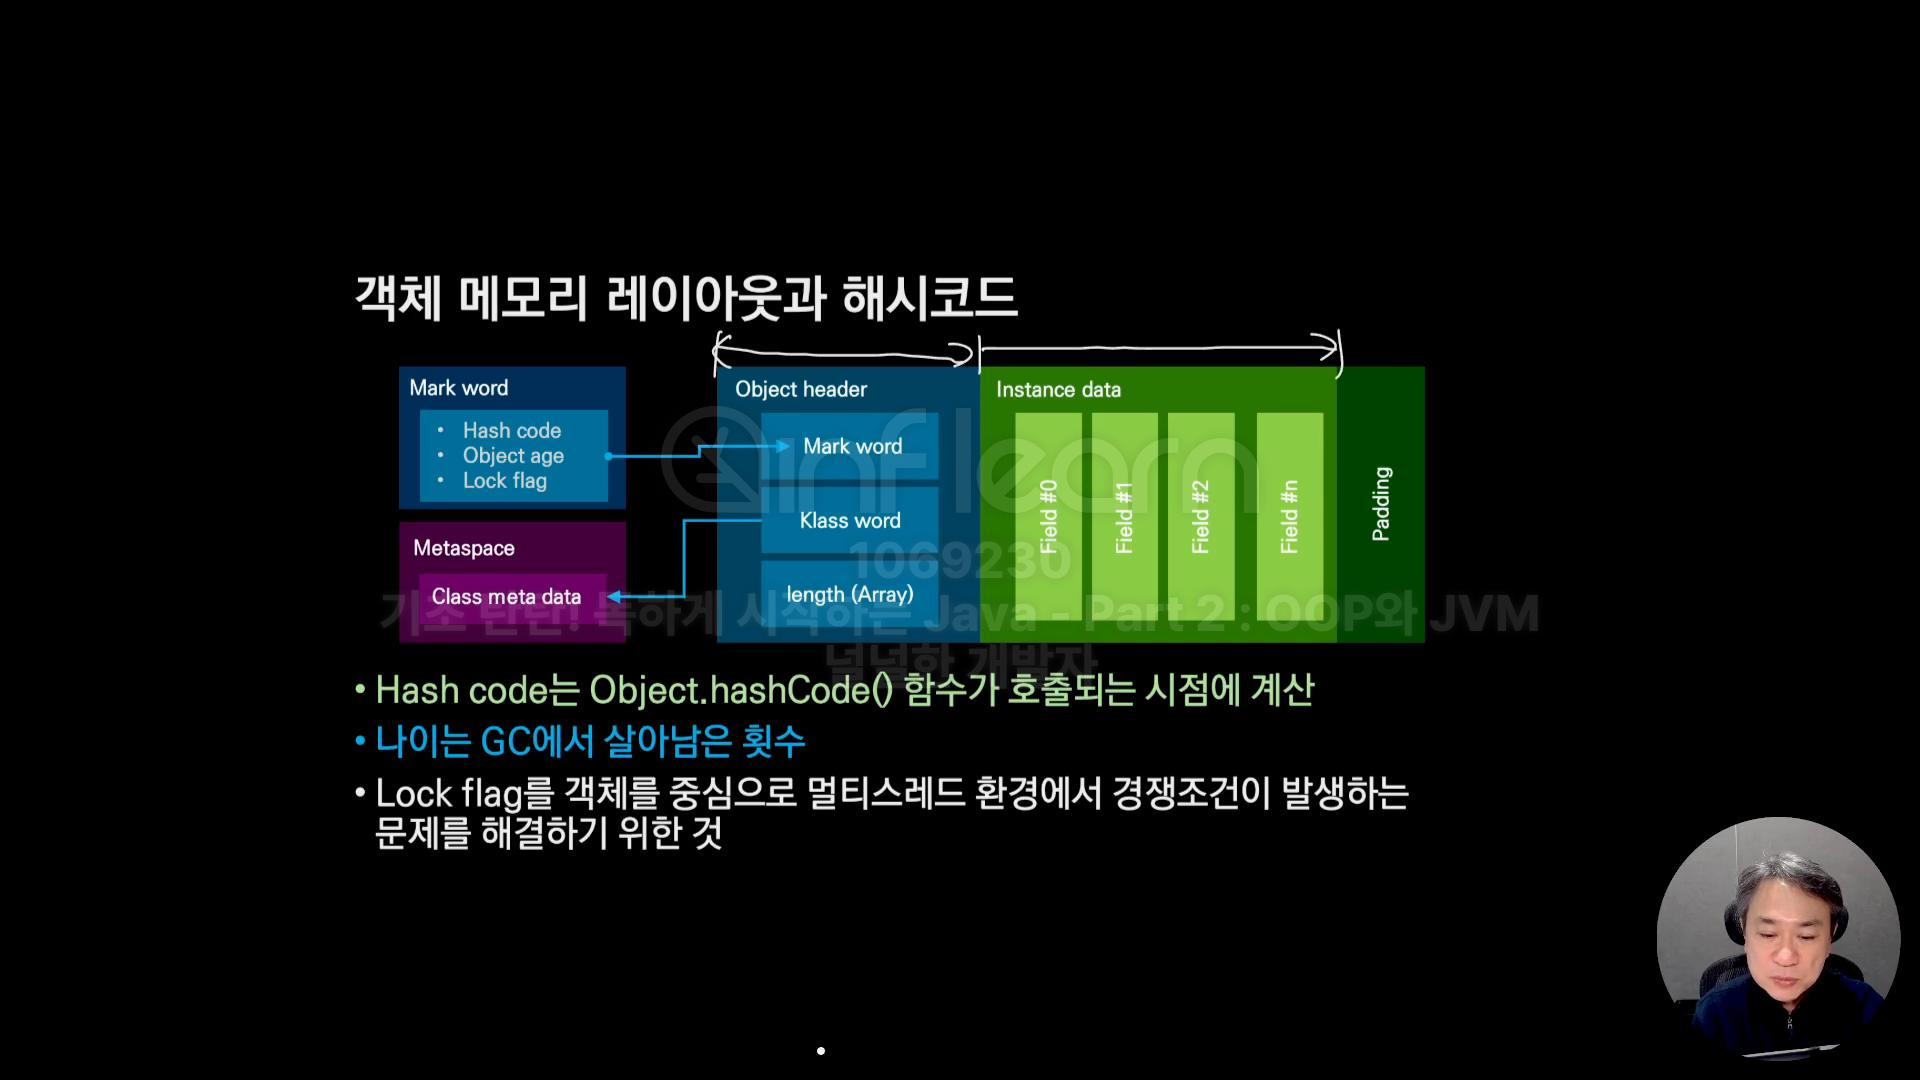 객체 메모리 레이아웃과 해시코드
Mark word
• Hash code
• Object age
• Lock flag
Metaspace
Class meta data
Object header
Mark word
Klass word
length (Array)
Instance data
Field #0
Field #1
Field #2
Field #n
Padding
inflearn
1069230
기초 탄탄! 독하게 시작하는 Java - Part 2 : OOP와 JVM
널널한 개발자
• Hash code는 Object.hashCode() 함수가 호출되는 시점에 계산
• 나이는 GC에서 살아남은 횟수
• Lock flag를 객체를 중심으로 멀티스레드 환경에서 경쟁조건이 발생하는
문제를 해결하기 위한 것